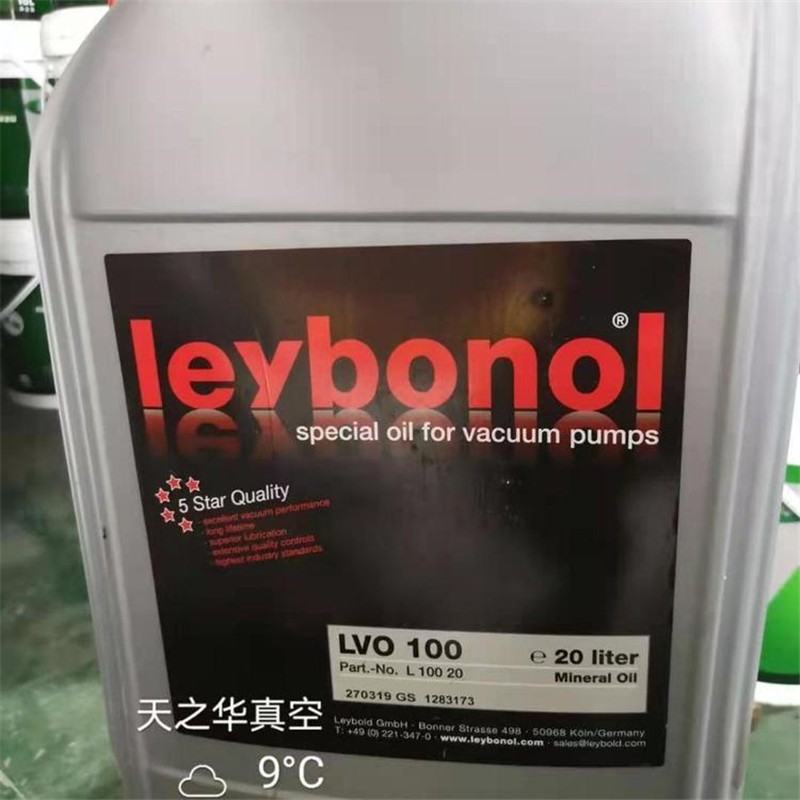 leybonol®
special oil for vacuum pumps
5 Star Quality
- excellent vacuum performance
- long lifetime
- superior lubrication
- extensive quality controls
- highest industry standards
LVO 100
℮ 20 liter
Part.-No. L 100 20
Mineral Oil
270319 GS 1283173
Leybold GmbH · Bonner Strasse 498 · 50968 Köln/Germany
T: +49 (0) 221-347-0 · www.leybonol.com · sales@leybold.com
天之华真空
9°C